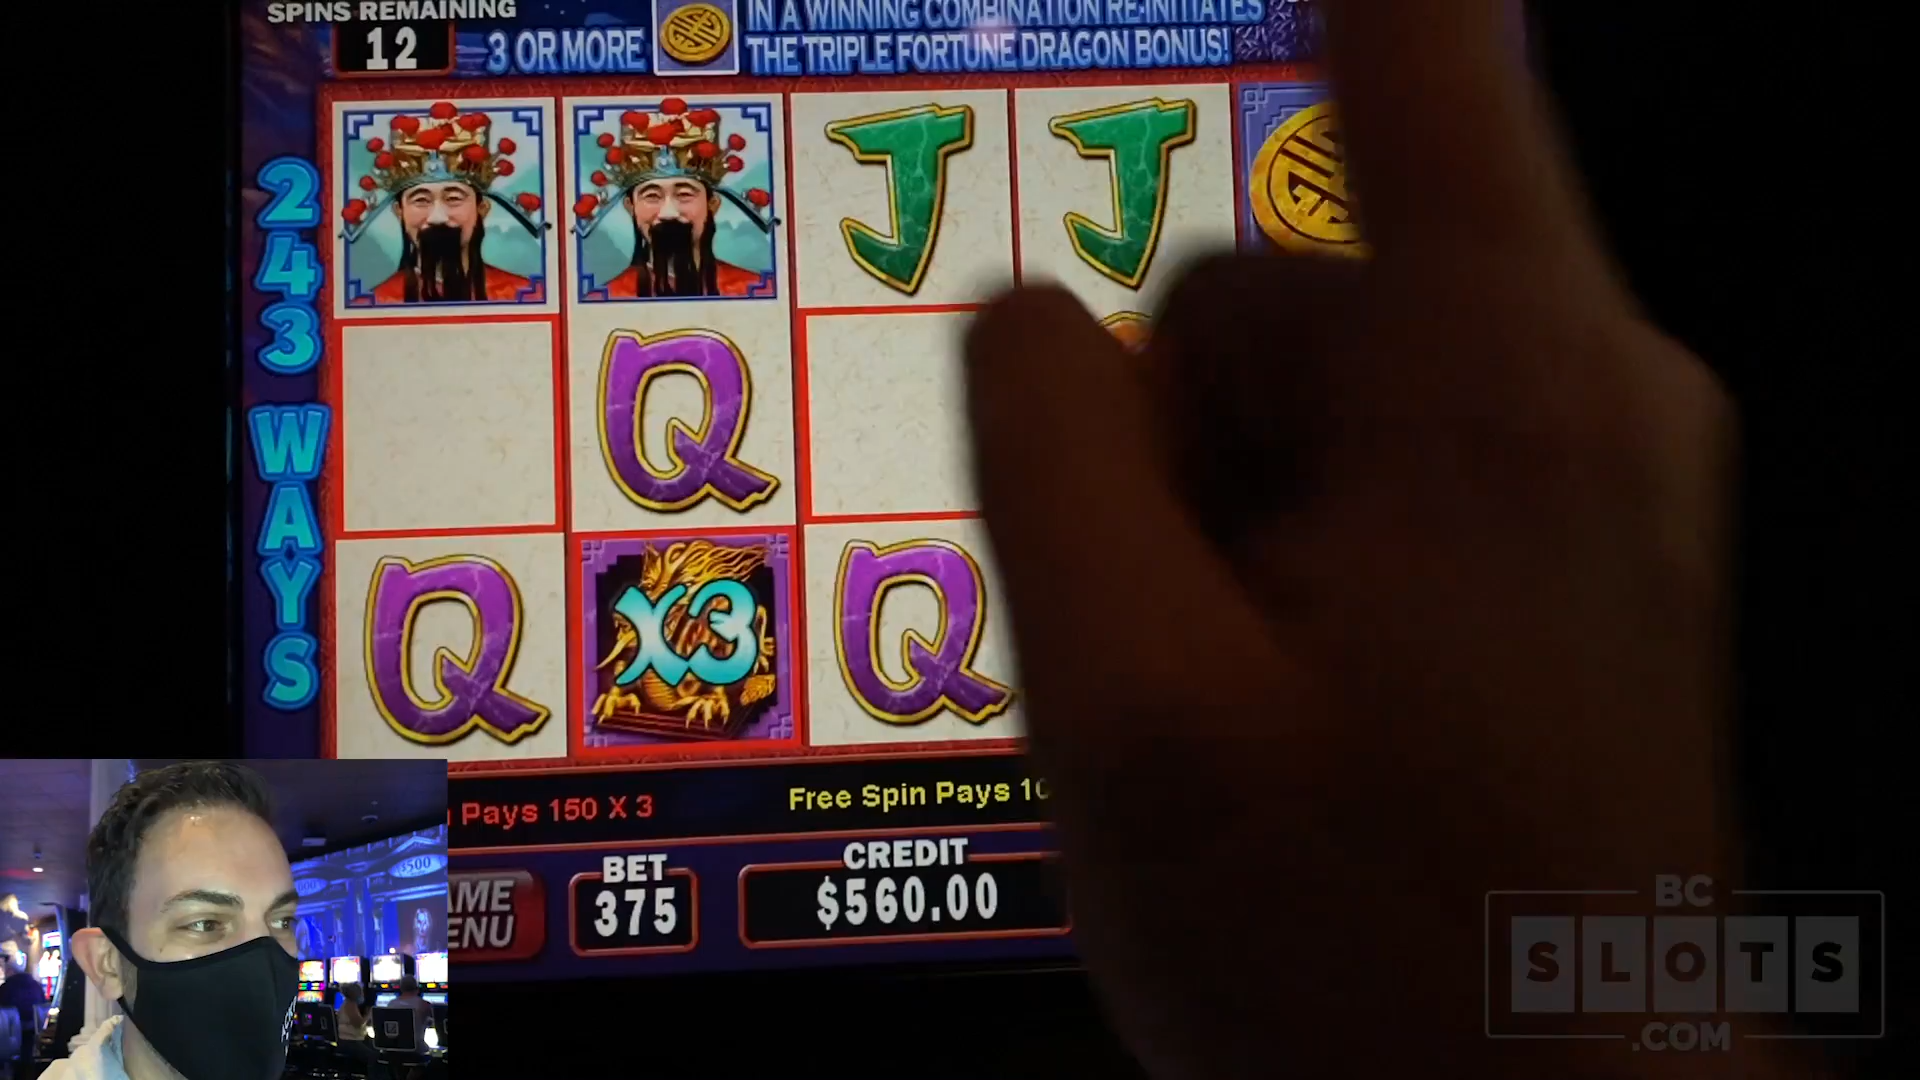 SPINS REMAINING
12
IN A WINNING COMBINATION RE-INITIATES
3 OR MORE
THE TRIPLE FORTUNE DRAGON BONUS!
243 WAYS
J
J
Q
Q
X3
Q
Pays 150 X 3
Free Spin Pays
BET
375
CREDIT
$560.00
$500
BC
SLOTS
.COM